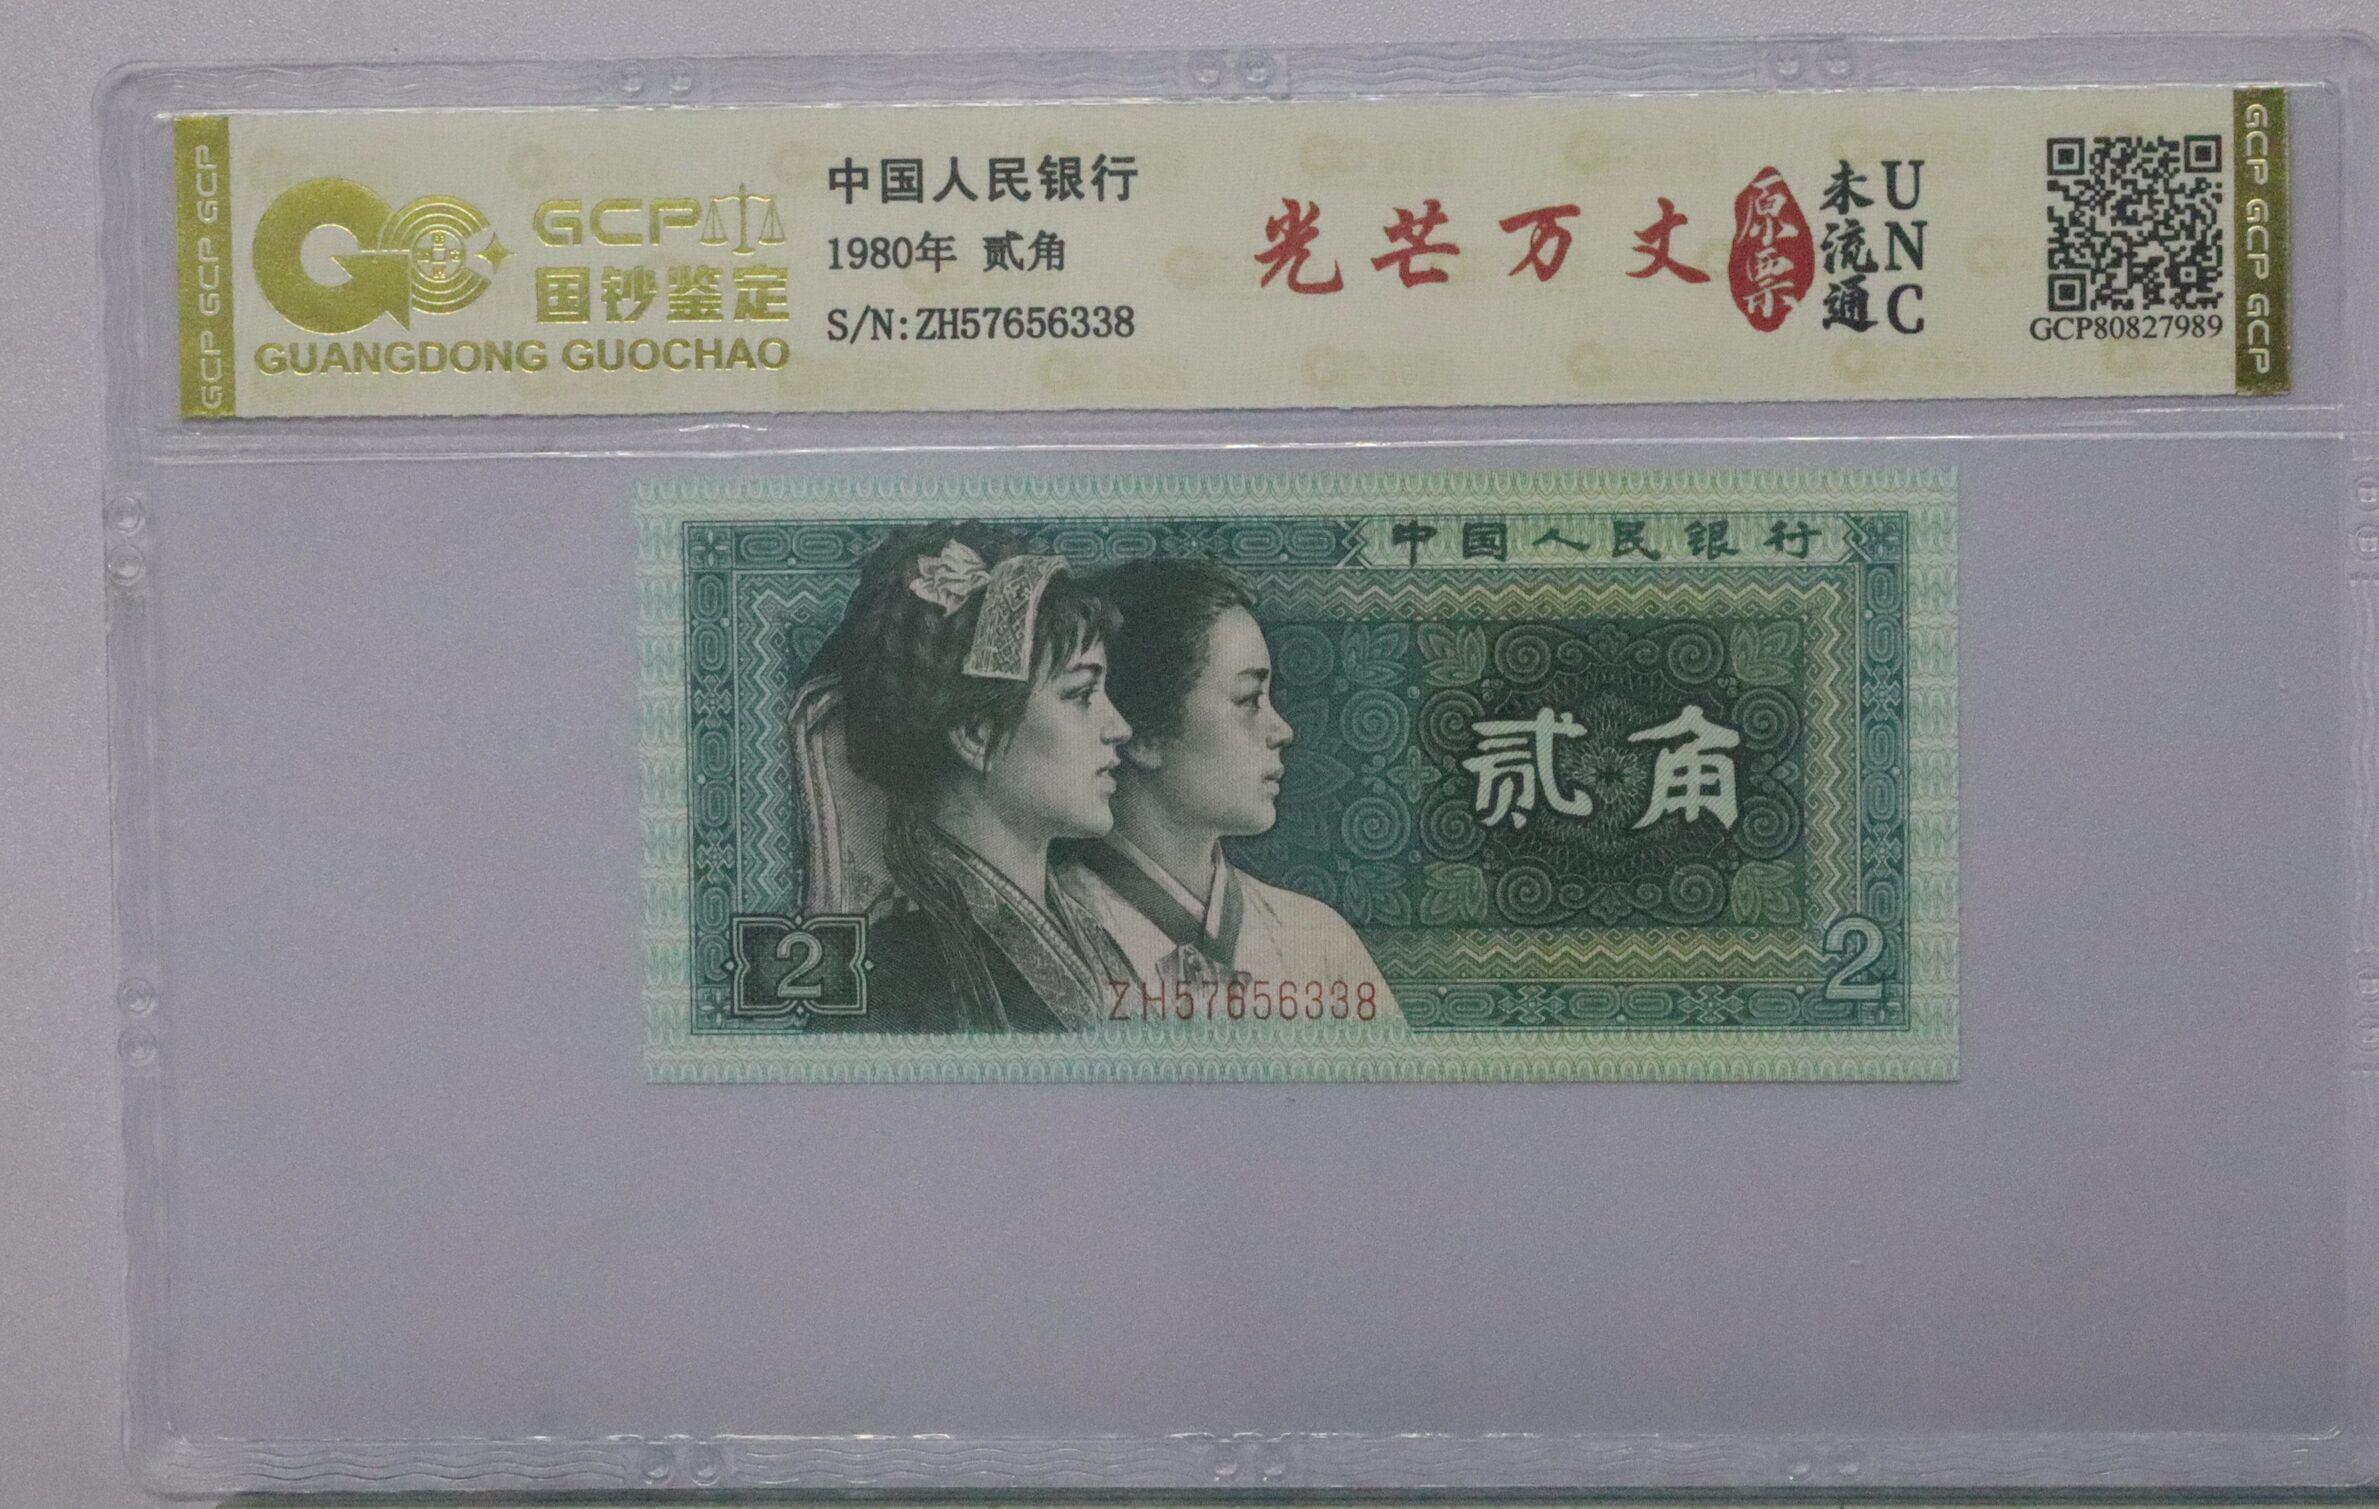 GCP GCP GCP
GCP
国钞鉴定
GUANGDONG GUOCHAO
中国人民银行
1980年 贰角
S/N:ZH57656338
光芒万丈
原票
未流通
UNC
GCP80827989
GCP GCP GCP
中国人民银行
贰角
2
2
ZH57656338